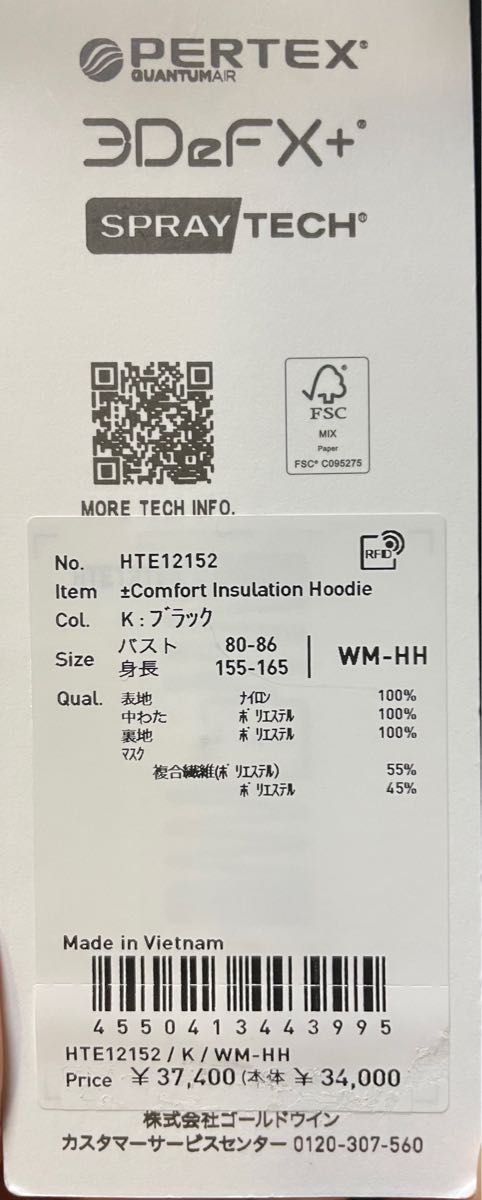 PERTEX®
QUANTUMAIR
3DeFX+®
SPRAY TECH®
FSC
MIX
Paper
FSC® C095275
MORE TECH INFO.
RFID
No. HTE12152
Item ±Comfort Insulation Hoodie
Col. K:ブラック
Size バスト 80-86
身長 155-165
WM-HH
Qual. 表地 ナイロン 100%
中わた ポリエステル 100%
裏地 ポリエステル 100%
マスク
複合繊維(ポリエステル) 55%
ポリエステル 45%
Made in Vietnam
4550413443995
HTE12152 / K / WM-HH
Price ¥ 37,400 (本体 ¥ 34,000
株式会社ゴールドウイン
カスタマーサービスセンター 0120-307-560